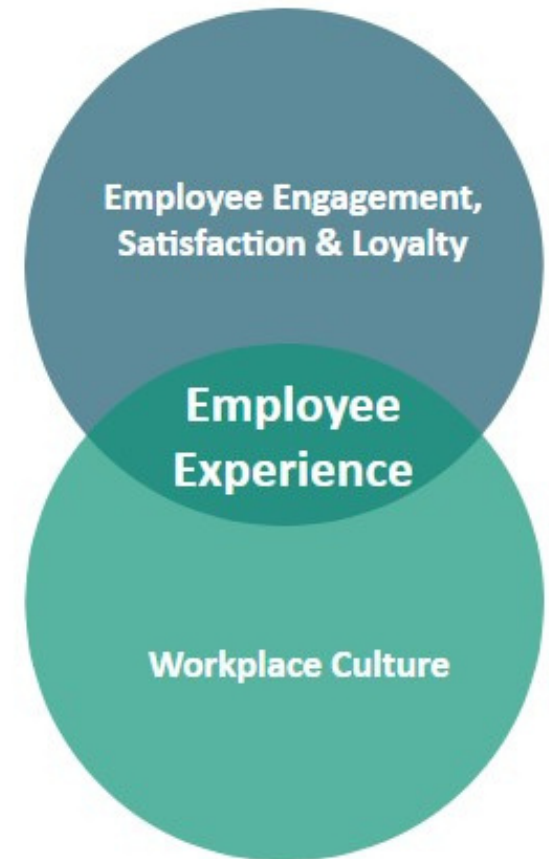 Employee Engagement,
Satisfaction & Loyalty
Employee
Experience
Workplace Culture